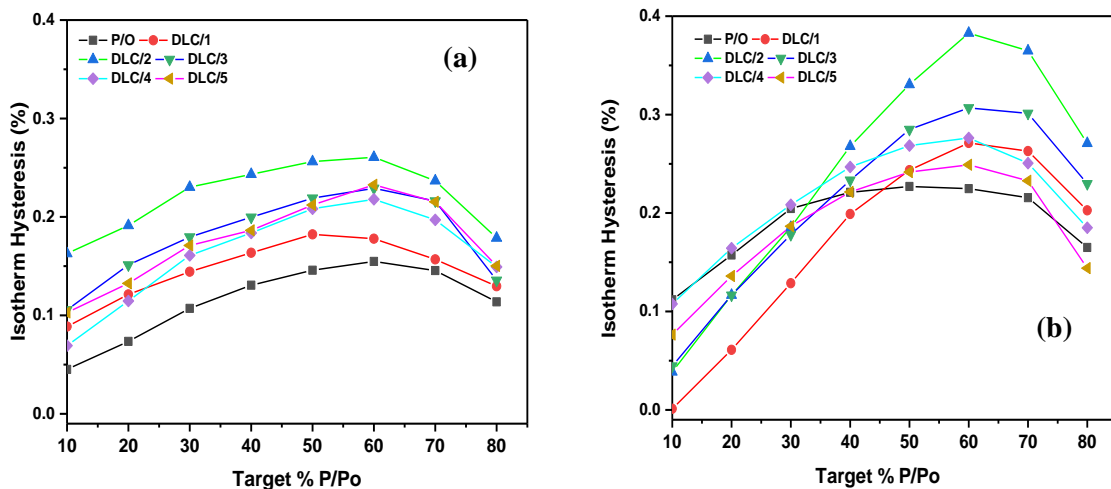 0.4
0.3
0.2
0.1
0.0
Isotherm Hysteresis (%)
P/O DLC/1
DLC/2 DLC/3
DLC/4 DLC/5
(a)
10 20 30 40 50 60 70 80
Target % P/Po
0.4
0.3
0.2
0.1
0.0
Isotherm Hysteresis (%)
P/O DLC/1
DLC/2 DLC/3
DLC/4 DLC/5
(b)
10 20 30 40 50 60 70 80
Target % P/Po